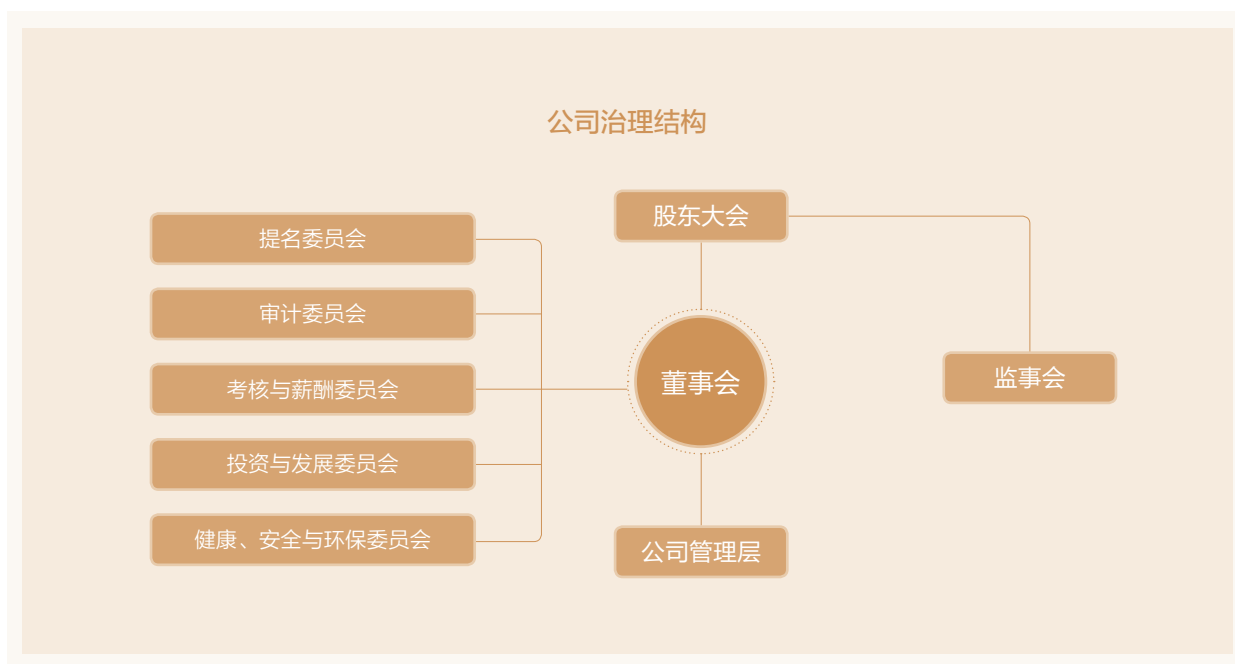 公司治理结构
提名委员会
审计委员会
考核与薪酬委员会
投资与发展委员会
健康、安全与环保委员会
股东大会
董事会
公司管理层
监事会